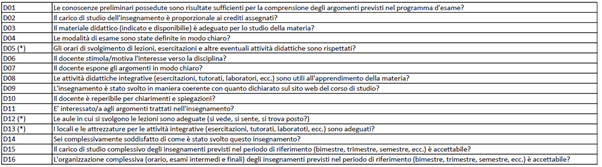 D01 Le conoscenze preliminari possedute sono risultate sufficienti per la comprensione degli argomenti previsti nel programma d'esame?
D02 Il carico di studio dell'insegnamento è proporzionale ai crediti assegnati?
D03 Il materiale didattico (indicato e disponibile) è adeguato per lo studio della materia?
D04 Le modalità di esame sono state definite in modo chiaro?
D05 (*) Gli orari di svolgimento di lezioni, esercitazioni e altre eventuali attività didattiche sono rispettati?
D06 Il docente stimola/motiva l'interesse verso la disciplina?
D07 Il docente espone gli argomenti in modo chiaro?
D08 Le attività didattiche integrative (esercitazioni, tutorati, laboratori, ecc.) sono utili all'apprendimento della materia?
D09 L'insegnamento è stato svolto in maniera coerente con quanto dichiarato sul sito web del corso di studio?
D10 Il docente è reperibile per chiarimenti e spiegazioni?
D11 E' interessato/a agli argomenti trattati nell'insegnamento?
D12 (*) Le aule in cui si svolgono le lezioni sono adeguate (si vede, si sente, si trova posto?)
D13 (*) I locali e le attrezzature per le attività integrative (esercitazioni, tutorati, laboratoti, ecc.) sono adeguati?
D14 Sei complessivamente soddisfatto di come è stato svolto questo insegnamento?
D15 Il carico di studio complessivo degli insegnamenti previsti nel periodo di riferimento (bimestre, trimestre, semestre, ecc.) è accettabile?
D16 L'organizzazione complessiva (orario, esami intermedi e finali) degli insegnamenti previsti nel periodo di riferimento (bimestre, trimestre, semestre, ecc.) è accettabile?